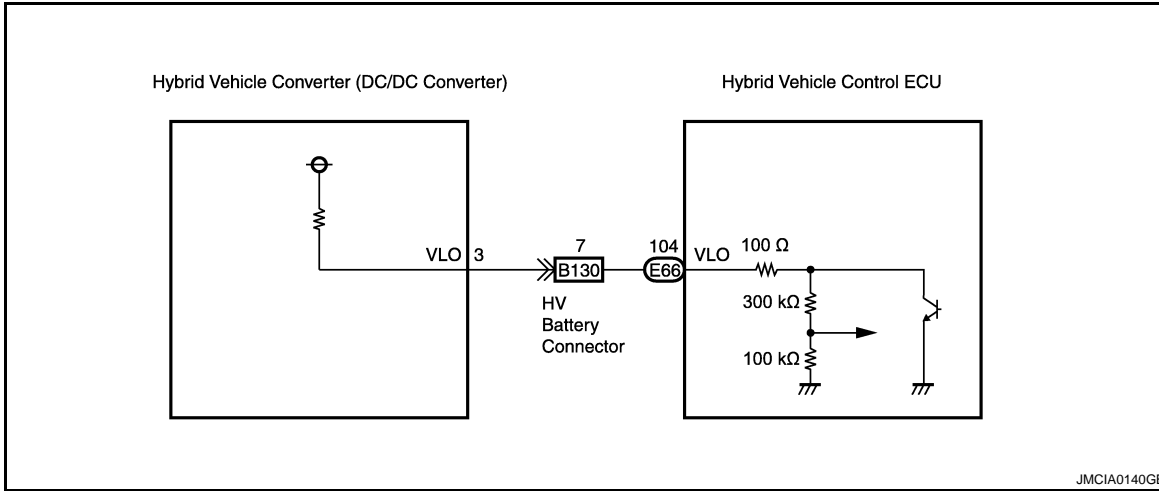 Hybrid Vehicle Converter (DC/DC Converter)
Hybrid Vehicle Control ECU
VLO 3
7
B130
HV
Battery
Connector
104
E66
VLO
100 Ω
300 kΩ
100 kΩ
JMCIA0140GB